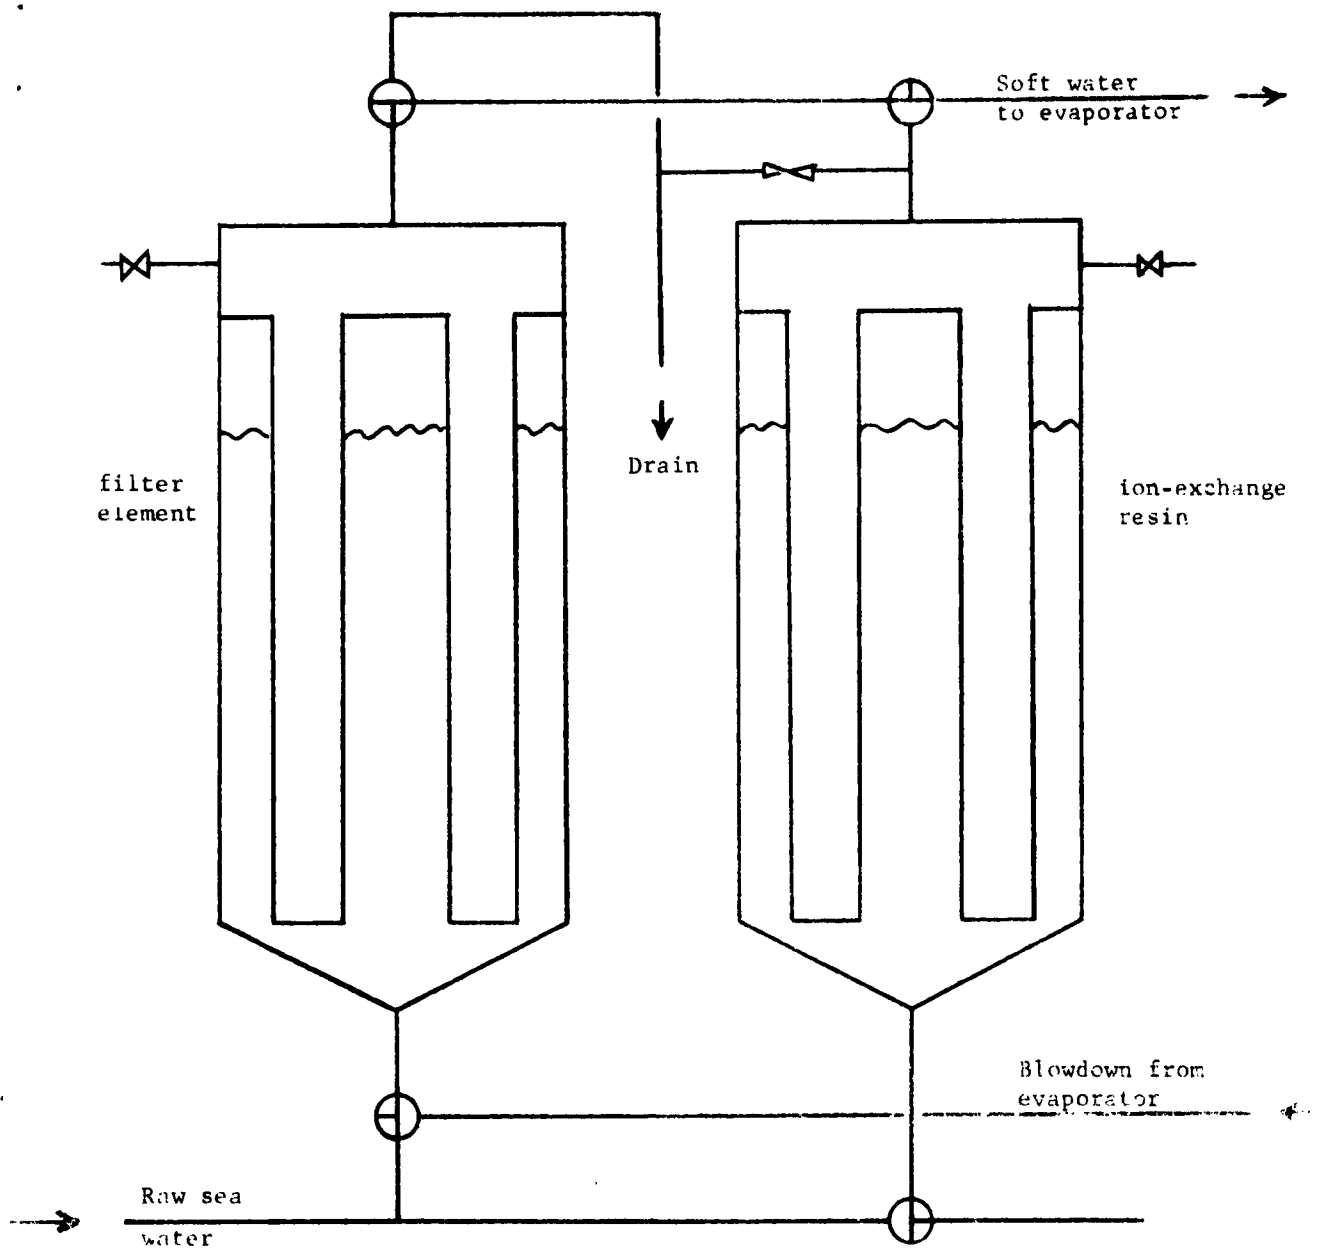 Soft water
to evaporator
Drain
filter
element
ion-exchange
resin
Blowdown from
evaporator
Raw sea
water